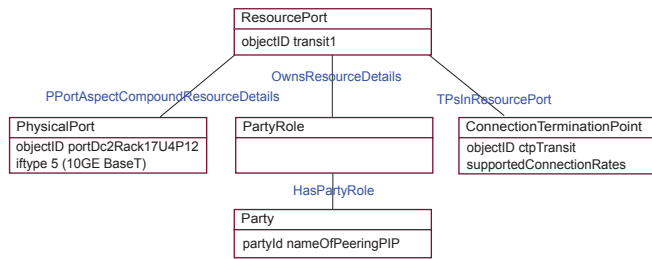 ResourcePort
objectID transit1
OwnsResourceDetails
PPortAspectCompoundResourceDetails
TPsInResourcePort
PhysicalPort
objectID portDc2Rack17U4P12
iftype 5 (10GE BaseT)
PartyRole
ConnectionTerminationPoint
objectID ctpTransit
supportedConnectionRates
HasPartyRole
Party
partyId nameOfPeeringPIP